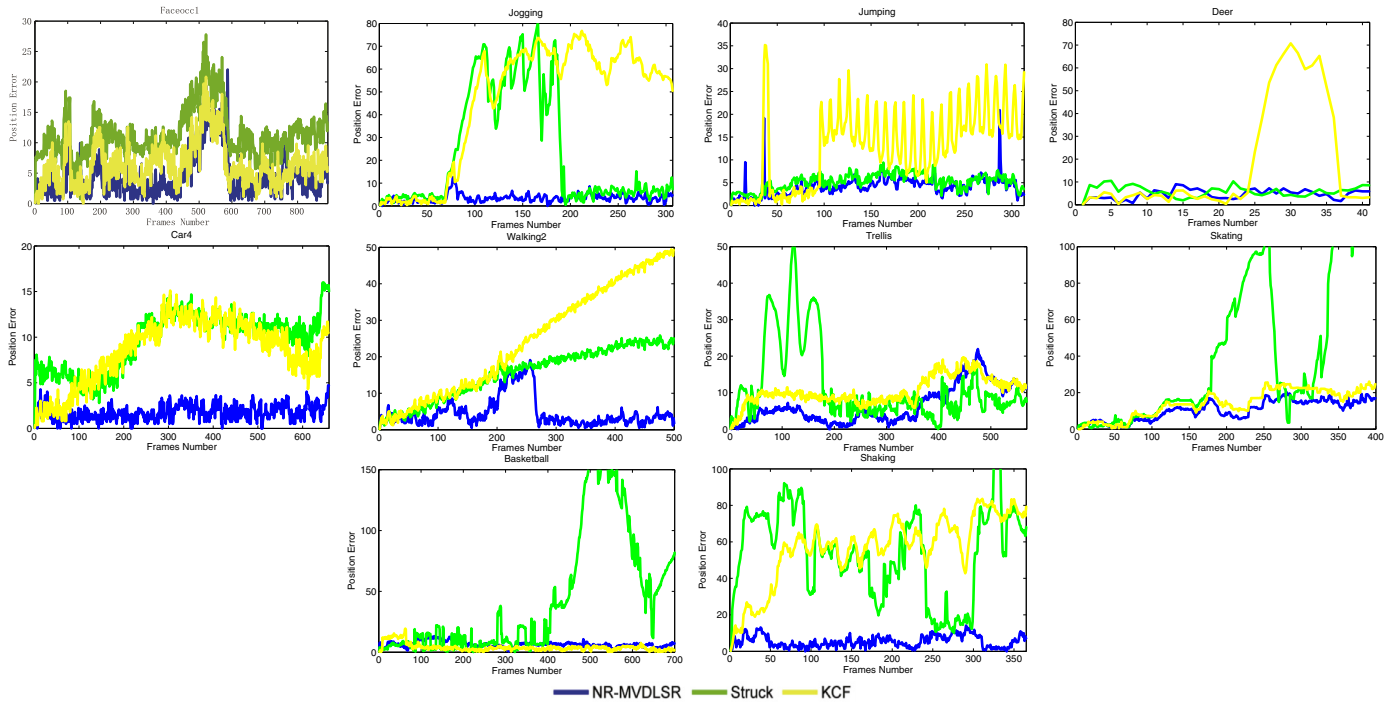 Faceocc1
30
25
20
15
10
5
0
Position Error
0 100 200 300 400 500 600 700 800
Frames Number
Jogging
80
70
60
50
40
30
20
10
0
Position Error
0 50 100 150 200 250 300
Frames Number
Jumping
40
35
30
25
20
15
10
5
0
Position Error
0 50 100 150 200 250 300
Frames Number
Deer
80
70
60
50
40
30
20
10
0
Position Error
0 5 10 15 20 25 30 35 40
Frames Number
Car4
20
15
10
5
0
Position Error
0 100 200 300 400 500 600
Frames Number
Walking2
50
40
30
20
10
0
Position Error
0 100 200 300 400 500
Frames Number
Trellis
50
40
30
20
10
0
Position Error
0 100 200 300 400 500
Frames Number
Skating
100
80
60
40
20
0
Position Error
0 50 100 150 200 250 300 350 400
Frames Number
Basketball
150
100
50
0
Position Error
0 100 200 300 400 500 600 700
Frames Number
Shaking
100
80
60
40
20
0
Position Error
0 50 100 150 200 250 300 350
Frames Number
NR-MVDLSR Struck KCF